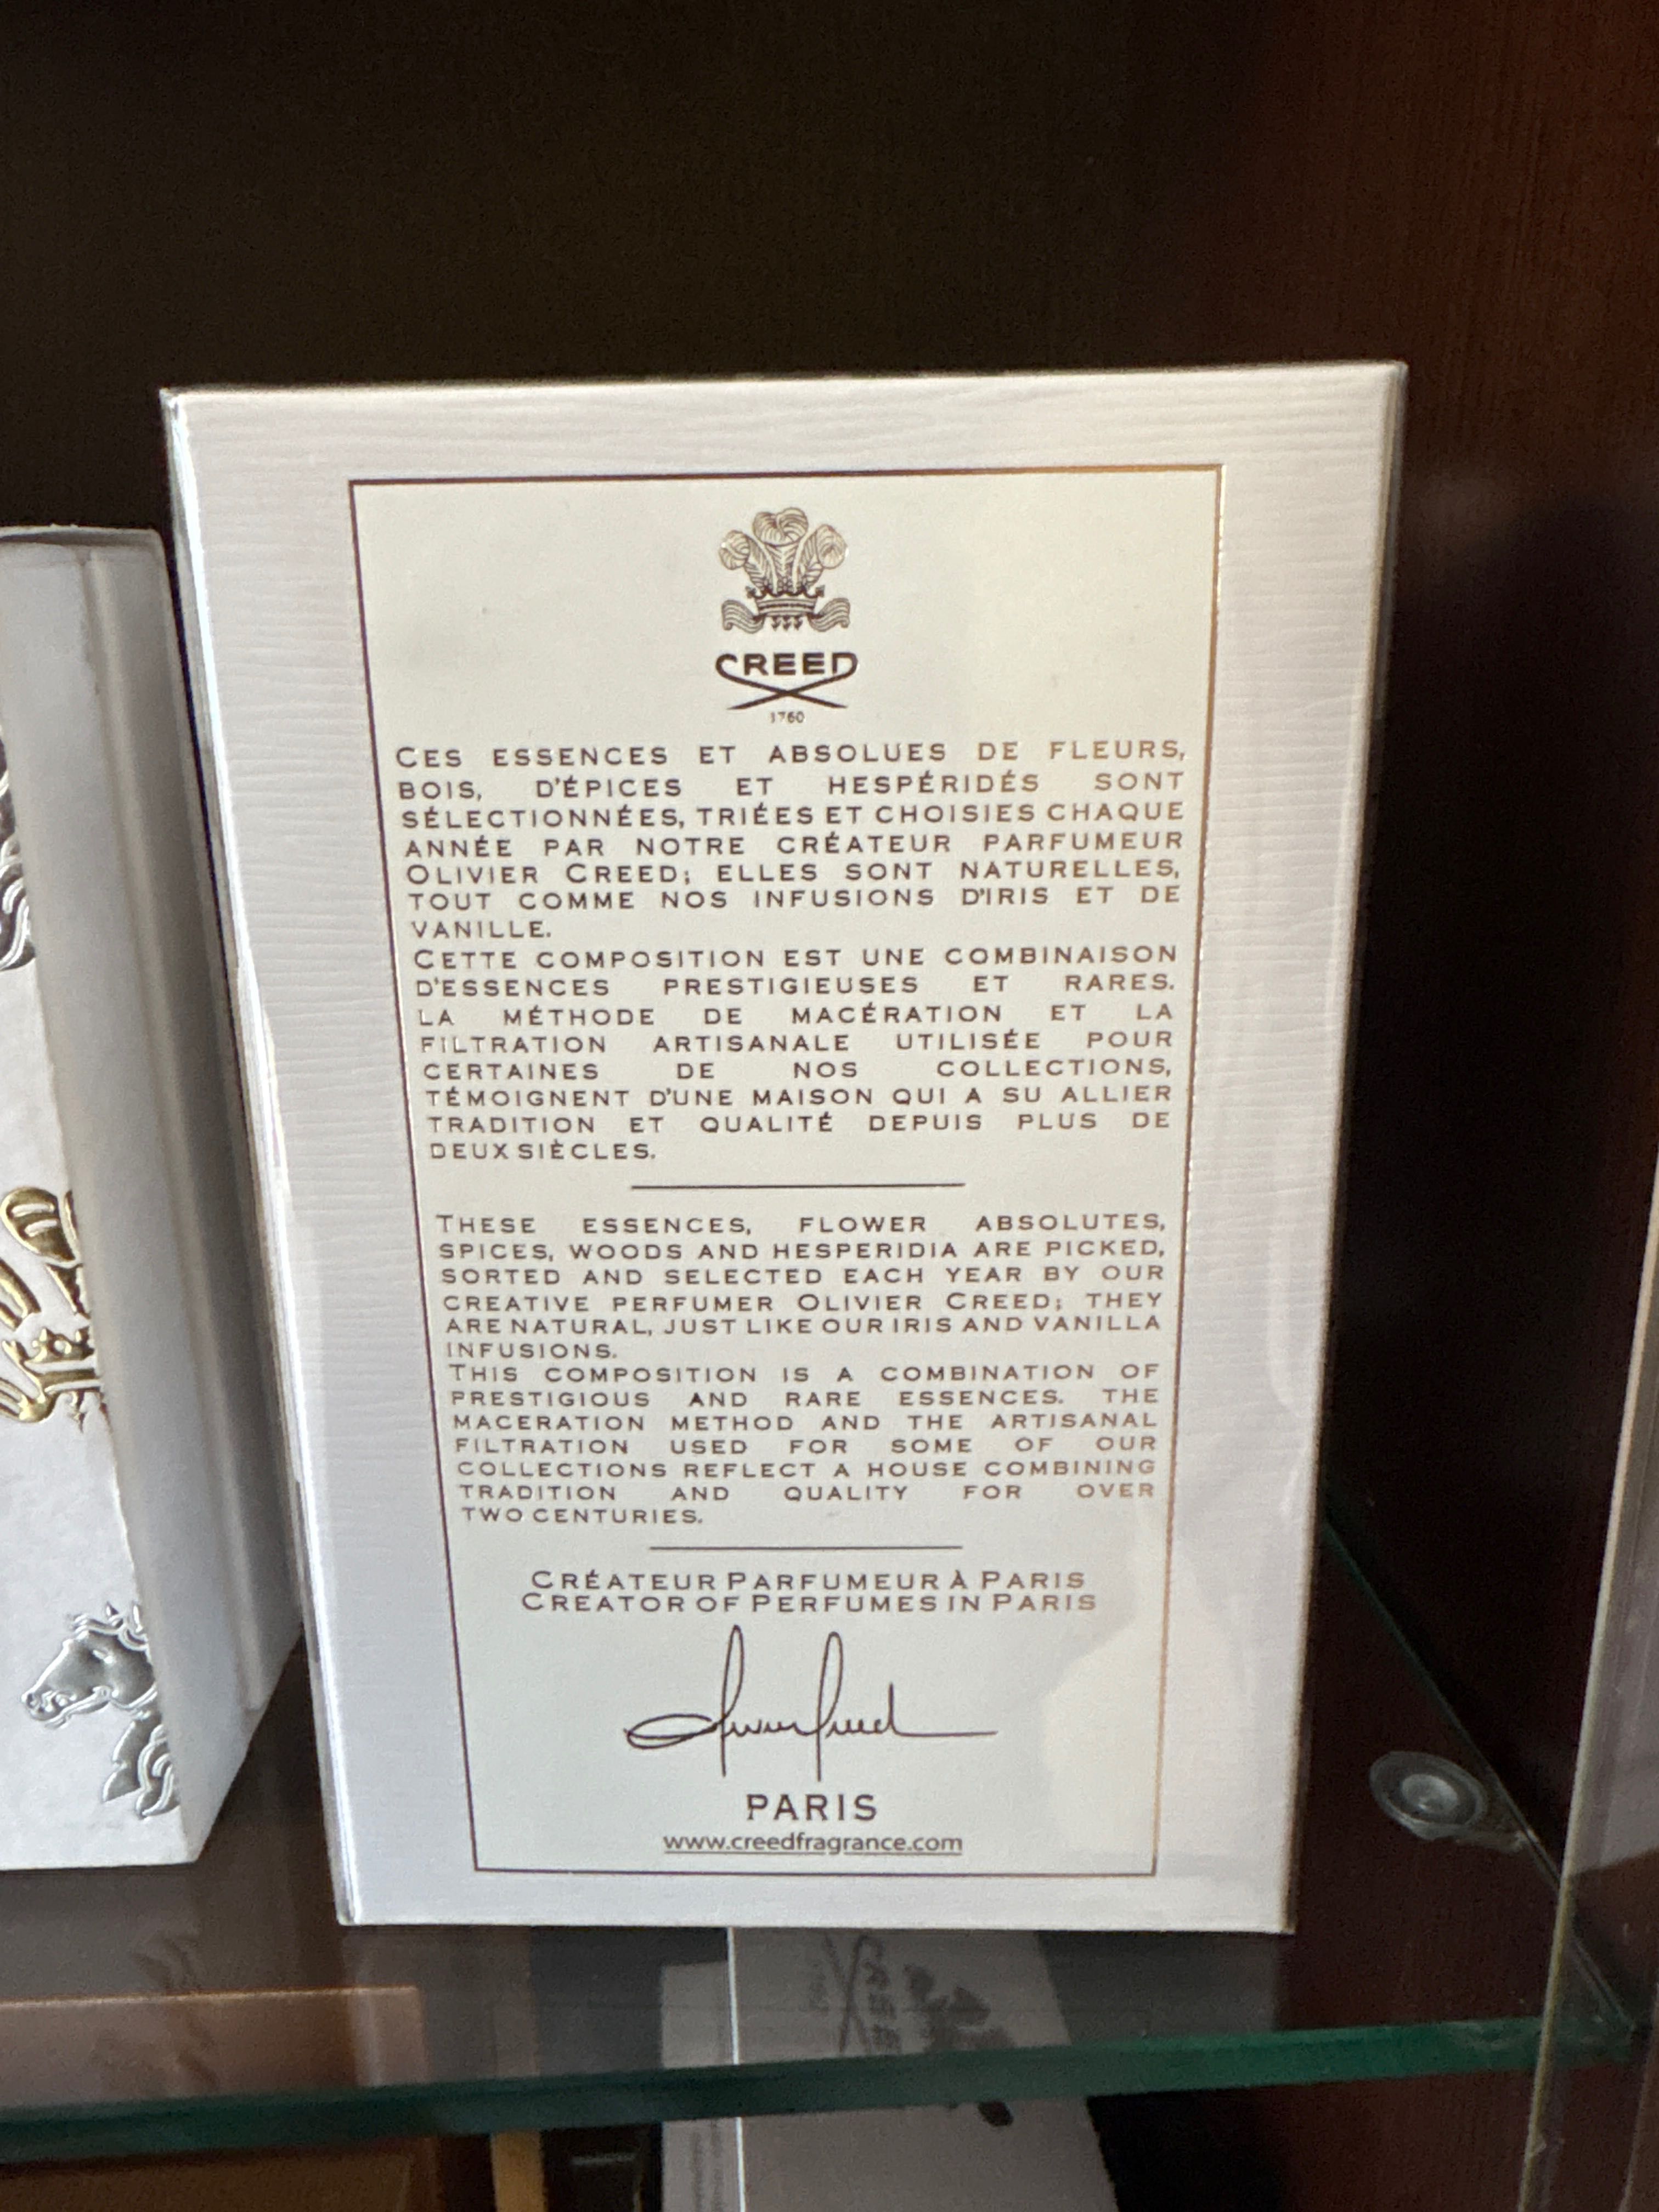 CREED
1760
CES ESSENCES ET ABSOLUES DE FLEURS,
BOIS, D'ÉPICES ET HESPÉRIDÉS SONT
SÉLECTIONNÉES, TRIÉES ET CHOISIES CHAQUE
ANNÉE PAR NOTRE CRÉATEUR PARFUMEUR
OLIVIER CREED; ELLES SONT NATURELLES,
TOUT COMME NOS INFUSIONS D'IRIS ET DE
VANILLE.
CETTE COMPOSITION EST UNE COMBINAISON
D'ESSENCES PRESTIGIEUSES ET RARES.
LA MÉTHODE DE MACÉRATION ET LA
FILTRATION ARTISANALE UTILISÉE POUR
CERTAINES DE NOS COLLECTIONS,
TÉMOIGNENT D'UNE MAISON QUI A SU ALLIER
TRADITION ET QUALITÉ DEPUIS PLUS DE
DEUX SIÈCLES.
THESE ESSENCES, FLOWER ABSOLUTES,
SPICES, WOODS AND HESPERIDIA ARE PICKED,
SORTED AND SELECTED EACH YEAR BY OUR
CREATIVE PERFUMER OLIVIER CREED; THEY
ARE NATURAL, JUST LIKE OUR IRIS AND VANILLA
INFUSIONS.
THIS COMPOSITION IS A COMBINATION OF
PRESTIGIOUS AND RARE ESSENCES. THE
MACERATION METHOD AND THE ARTISANAL
FILTRATION USED FOR SOME OF OUR
COLLECTIONS REFLECT A HOUSE COMBINING
TRADITION AND QUALITY FOR OVER
TWO CENTURIES.
CRÉATEUR PARFUMEUR À PARIS
CREATOR OF PERFUMES IN PARIS
PARIS
www.creedfragrance.com